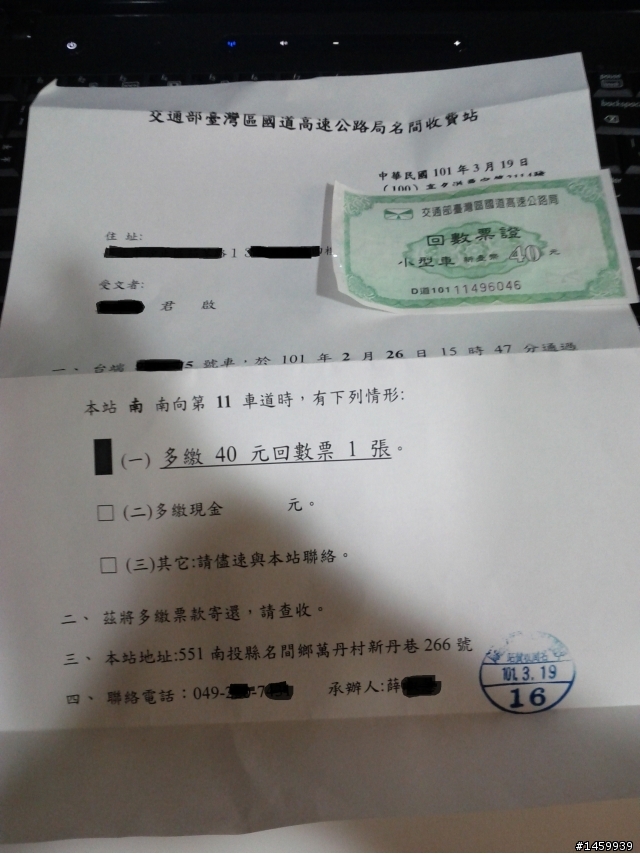 交通部臺灣區國道高速公路局名間收費站
中華民國 101 年 3 月 19 日
(100)
住 址:
受文者:
君 啟
交通部臺灣區國道高速公路局
回數票證
小型車 40 元
D道101 11496046
一、台端 5 號車,於 101 年 2 月 26 日 15 時 47 分通過
本站 南 南向第 11 車道時,有下列情形:
(一) 多繳 40 元回數票 1 張。
□ (二)多繳現金 元。
□ (三)其它:請儘速與本站聯絡。
二、 茲將多繳票款寄還,請查收。
三、 本站地址:551 南投縣名間鄉萬丹村新丹巷 266 號
四、 聯絡電話:049- -7 承辦人:薛
101. 3. 19
16
#1459939